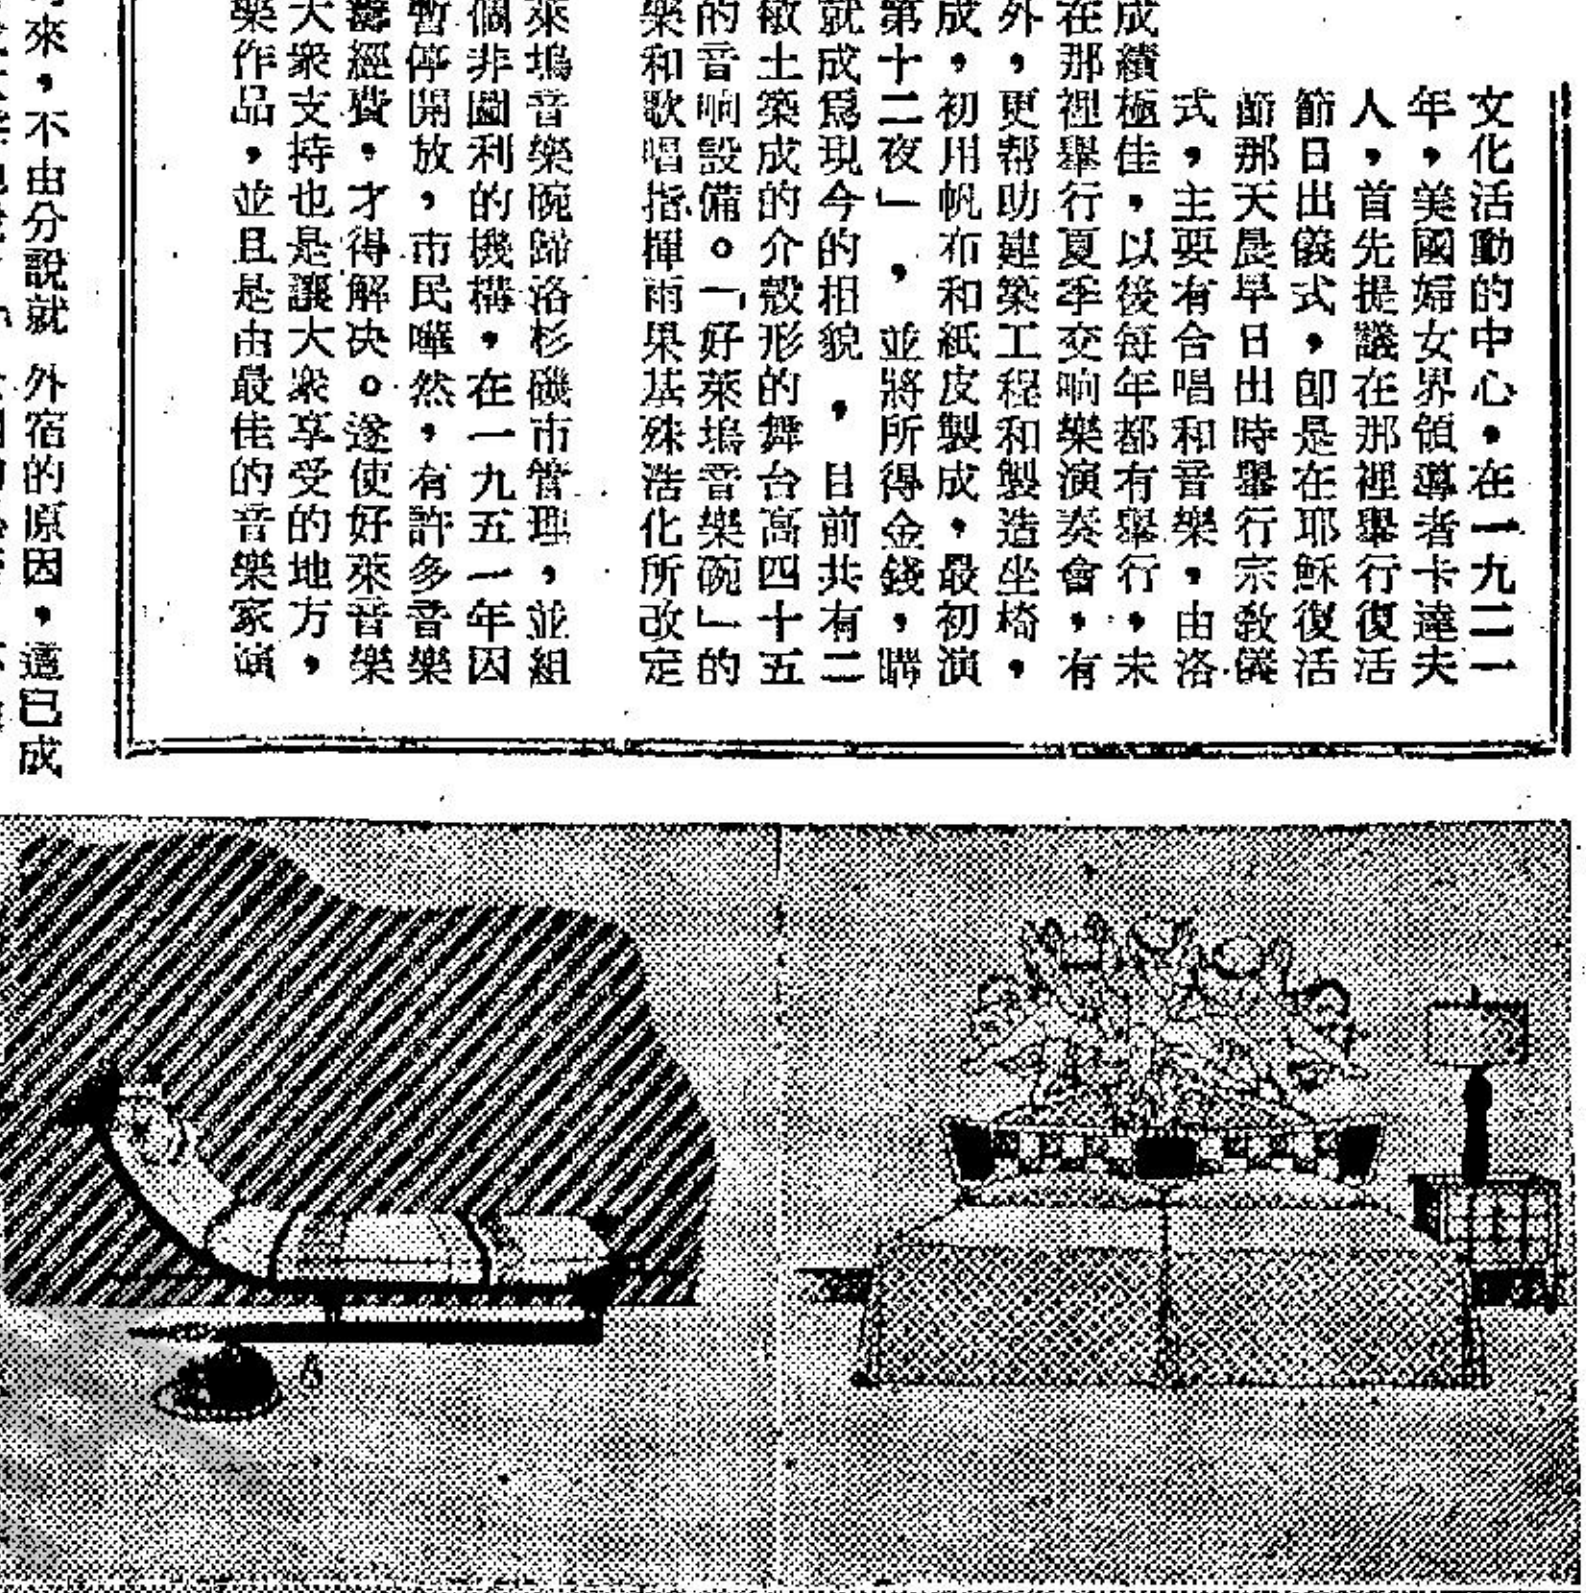 文化活動的中心，在一九二一
年，美國婦女界領導者卡達夫
人，首先提議在那裡舉行復活
節日出儀式，卽是在耶穌復活
節那天晨早日出時舉行宗教儀
式，主要有合唱和音樂，由洛
成績極佳，以後每年都有舉行，未
在那裡舉行夏季交响樂演奏會，有
外，更帮助建築工程和製造坐椅，
成，初用帆布和紙皮製成，最初演
第十二夜」，並將所得金錢，購
就成爲現今的相貌，目前共有二
敏土築成的介殼形的舞台高四十五
的音响設備。「好萊塢音樂碗」的
樂和歌唱指揮雨果基殊浩化所改定
來塢音樂碗歸洛杉磯市管理，並組
個非圖利的機構，在一九五一年因
暫停開放，市民嘩然，有許多音樂
籌經費，才得解决。遂使好萊音樂
大衆支持也是讓大衆享受的地方，
樂作品，並且是由最佳的音樂家演
來，不由分說就
外宿的原因，這已成